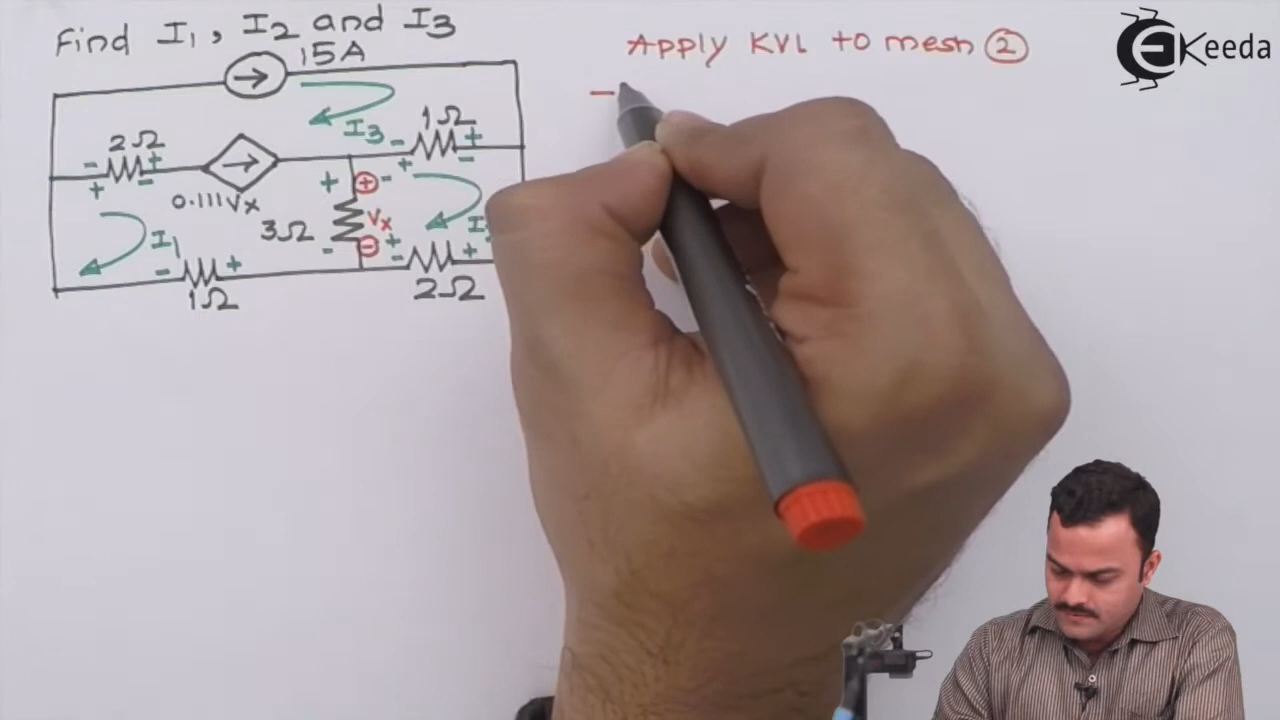 Find I1, I2 and I3
Apply KVL to mesh 2
Ekeeda
15A
I3
1Ω
2Ω
0.111Vx
3Ω
Vx
I1
1Ω
2Ω